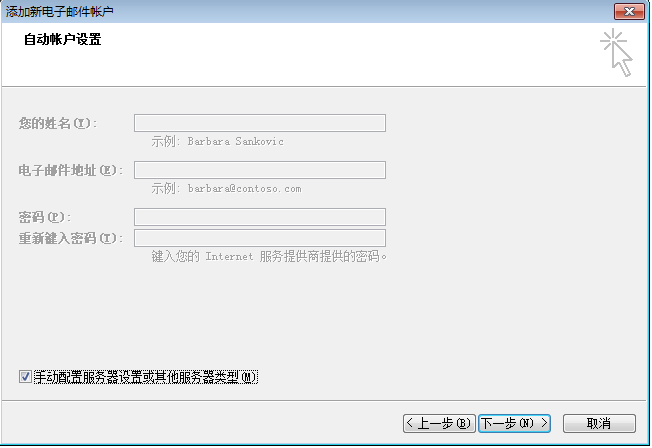 添加新电子邮件帐户
自动帐户设置
您的姓名(Y):
示例: Barbara Sankovic
电子邮件地址(E):
示例: barbara@contoso.com
密码(P):
重新键入密码(T):
键入您的 Internet 服务提供商提供的密码。
手动配置服务器设置或其他服务器类型(M)
< 上一步(B) 下一步(N) > 取消